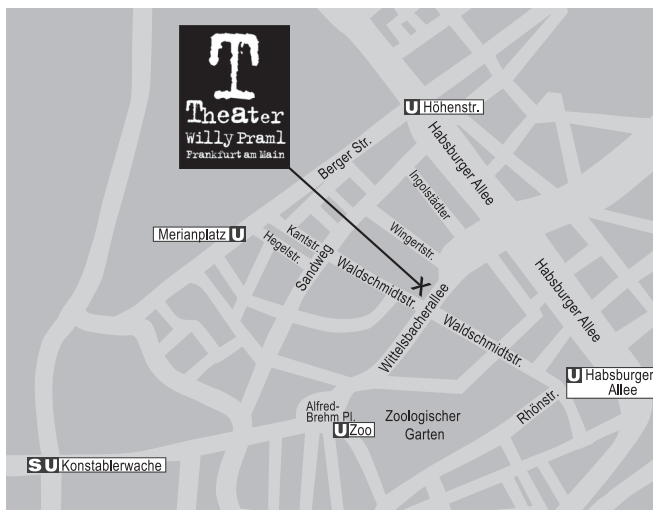 T
Theater
Willy Praml
Frankfurt am Main
U Höhenstr.
Habsburger Allee
Berger Str.
Ingolstädter
Merianplatz U
Kantstr.
Hegelstr.
Sandweg
Wingertstr.
Waldschmidtstr.
Wittelsbacherallee
Waldschmidtstr.
Habsburger Allee
U Habsburger
Allee
Rhönstr.
Alfred-
Brehm Pl.
U Zoo
Zoologischer
Garten
S U Konstablerwache